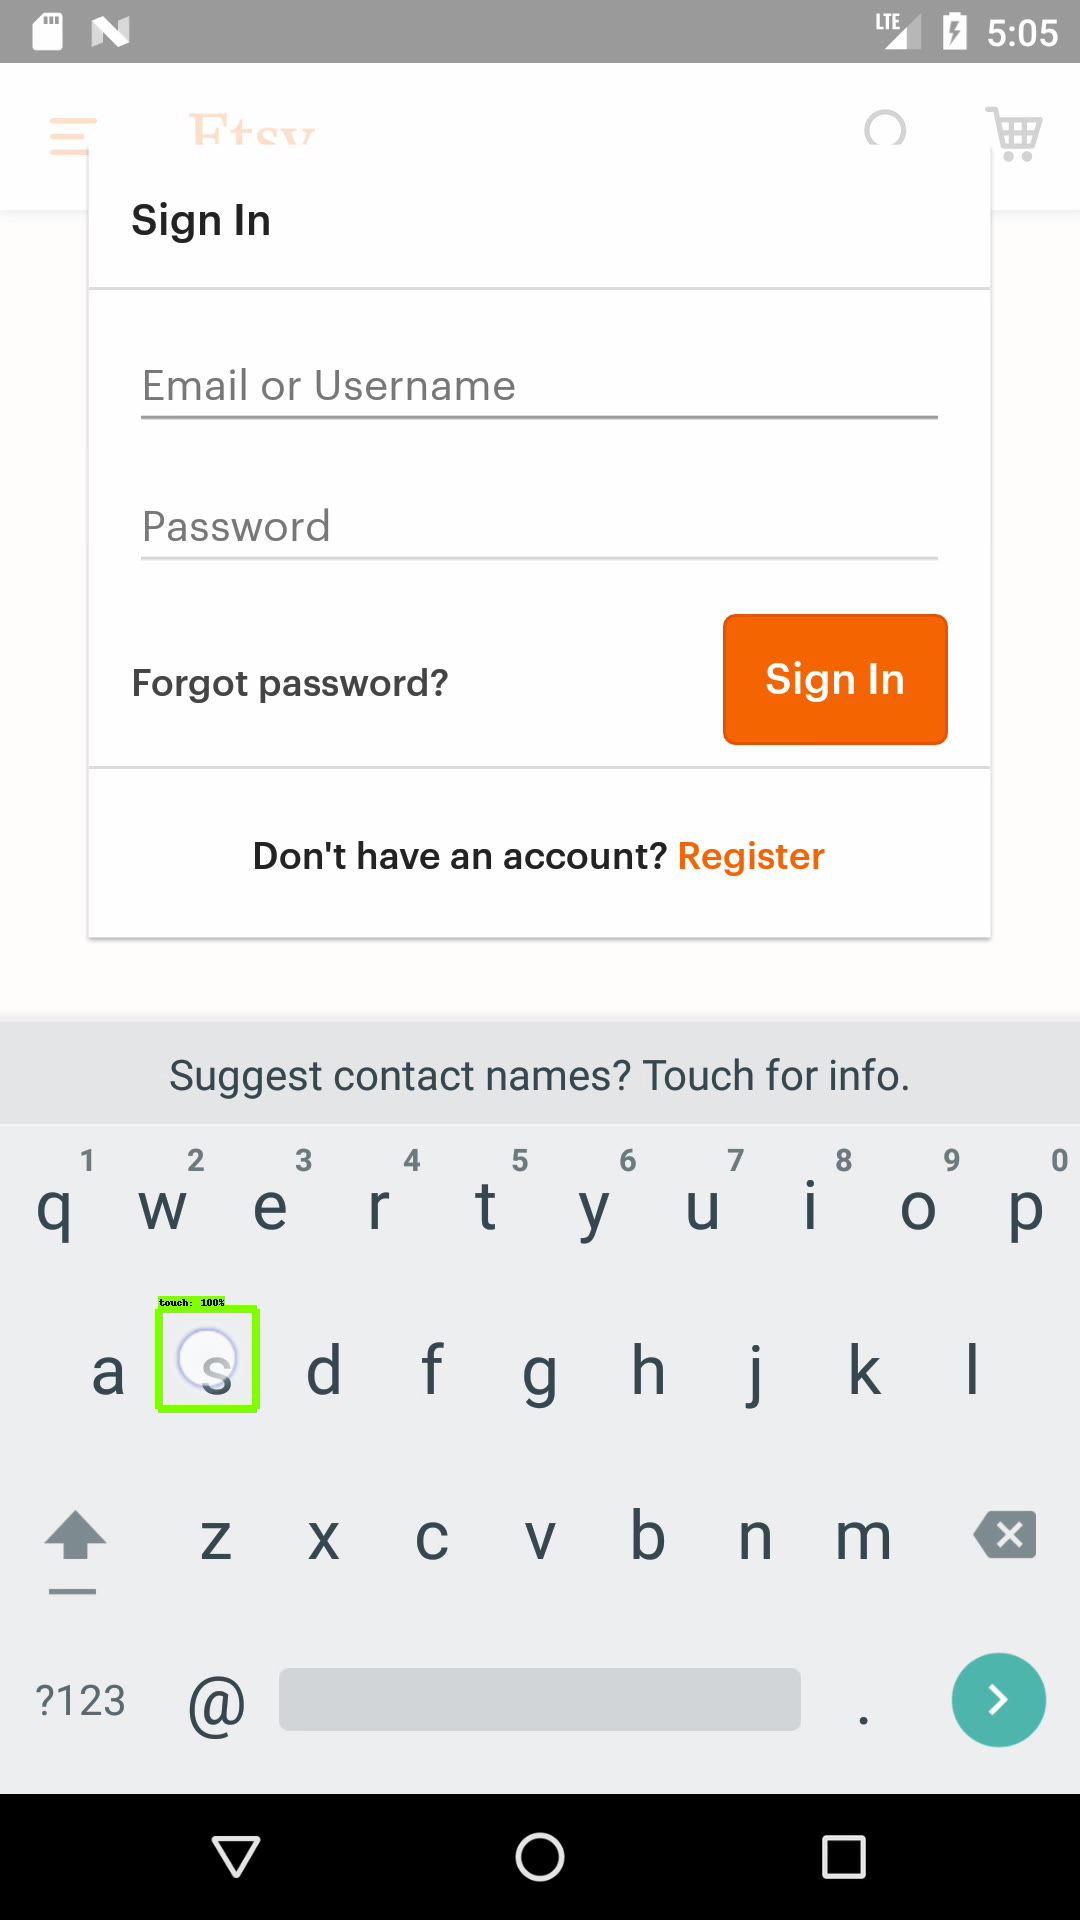 LTE 5:05
Etsy
Sign In
Email or Username
Password
Forgot password? Sign In
Don't have an account? Register
Suggest contact names? Touch for info.
1 2 3 4 5 6 7 8 9 0
q w e r t y u i o p
touch: 100%
a s d f g h j k l
z x c v b n m
?123 @ .